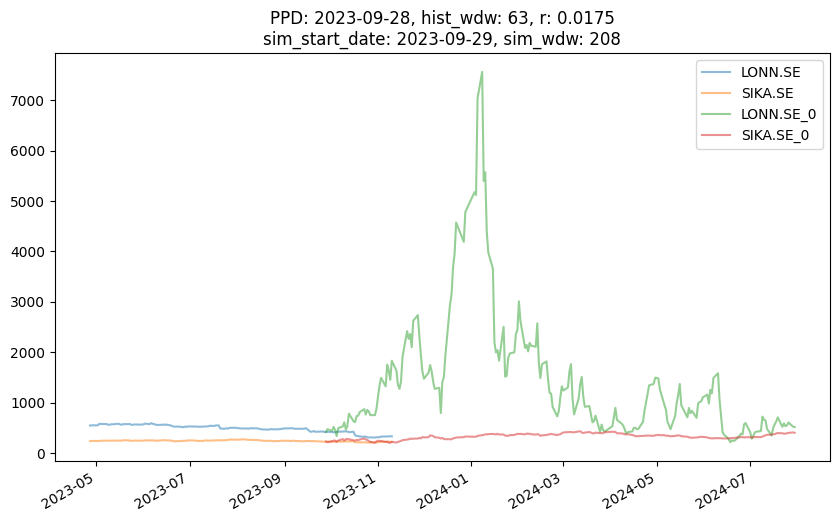 PPD: 2023-09-28, hist_wdw: 63, r: 0.0175
sim_start_date: 2023-09-29, sim_wdw: 208
LONN.SE
SIKA.SE
LONN.SE_0
SIKA.SE_0
7000
6000
5000
4000
3000
2000
1000
0
2023-05
2023-07
2023-09
2023-11
2024-01
2024-03
2024-05
2024-07